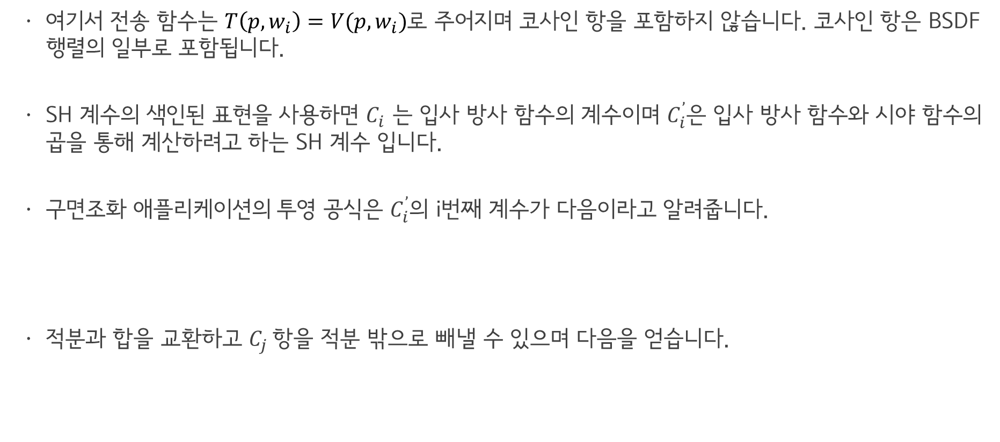 · 여기서 전송 함수는 T(p, w_i) = V(p, w_i)로 주어지며 코사인 항을 포함하지 않습니다. 코사인 항은 BSDF
행렬의 일부로 포함됩니다.
· SH 계수의 색인된 표현을 사용하면 C_i 는 입사 방사 함수의 계수이며 C_i^’은 입사 방사 함수와 시야 함수의
곱을 통해 계산하려고 하는 SH 계수 입니다.
· 구면조화 애플리케이션의 투영 공식은 C_i^’의 i번째 계수가 다음이라고 알려줍니다.
· 적분과 합을 교환하고 C_j 항을 적분 밖으로 빼낼 수 있으며 다음을 얻습니다.